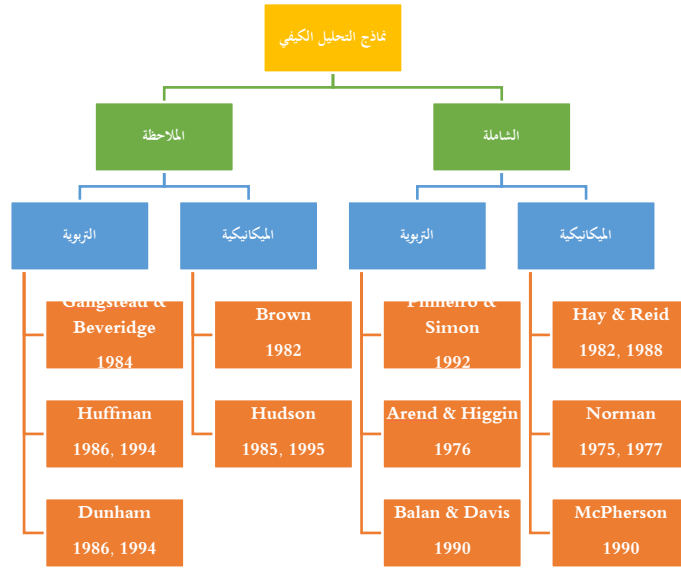 نماذج التحليل الكيفي
الشاملة
الملاحظة
الميكانيكية
التربوية
الميكانيكية
التربوية
Hay & Reid
1982, 1988
Norman
1975, 1977
McPherson
1990
Pinheiro &
Simon
1992
Arend & Higgin
1976
Balan & Davis
1990
Brown
1982
Hudson
1985, 1995
Gangstead &
Beveridge
1984
Huffman
1986, 1994
Dunham
1986, 1994